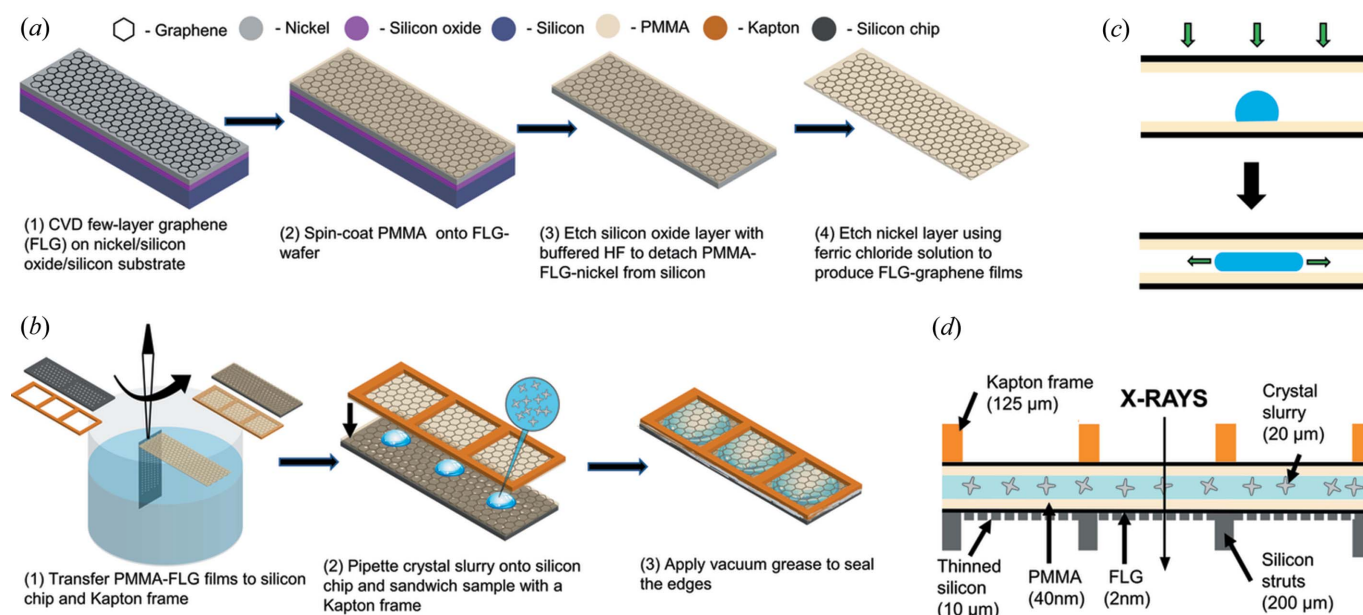 (a)
- Graphene - Nickel - Silicon oxide - Silicon - PMMA - Kapton - Silicon chip
(1) CVD few-layer graphene
(FLG) on nickel/silicon
oxide/silicon substrate
(2) Spin-coat PMMA onto FLG-
wafer
(3) Etch silicon oxide layer with
buffered HF to detach PMMA-
FLG-nickel from silicon
(4) Etch nickel layer using
ferric chloride solution to
produce FLG-graphene films
(c)
(b)
(1) Transfer PMMA-FLG films to silicon
chip and Kapton frame
(2) Pipette crystal slurry onto silicon
chip and sandwich sample with a
Kapton frame
(3) Apply vacuum grease to seal
the edges
(d)
Kapton frame
(125 µm)
X-RAYS
Crystal
slurry
(20 µm)
Thinned
silicon
(10 µm)
PMMA
(40nm)
FLG
(2nm)
Silicon
struts
(200 µm)